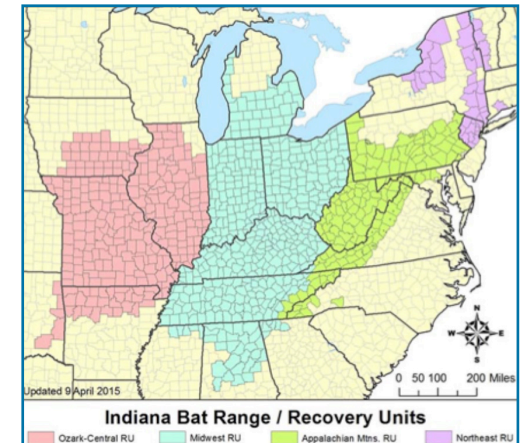 N
W E
S
0 50 100 200 Miles
Updated 9 April 2015
Indiana Bat Range / Recovery Units
Ozark-Central RU Midwest RU Appalachian Mtns. RU Northeast RU